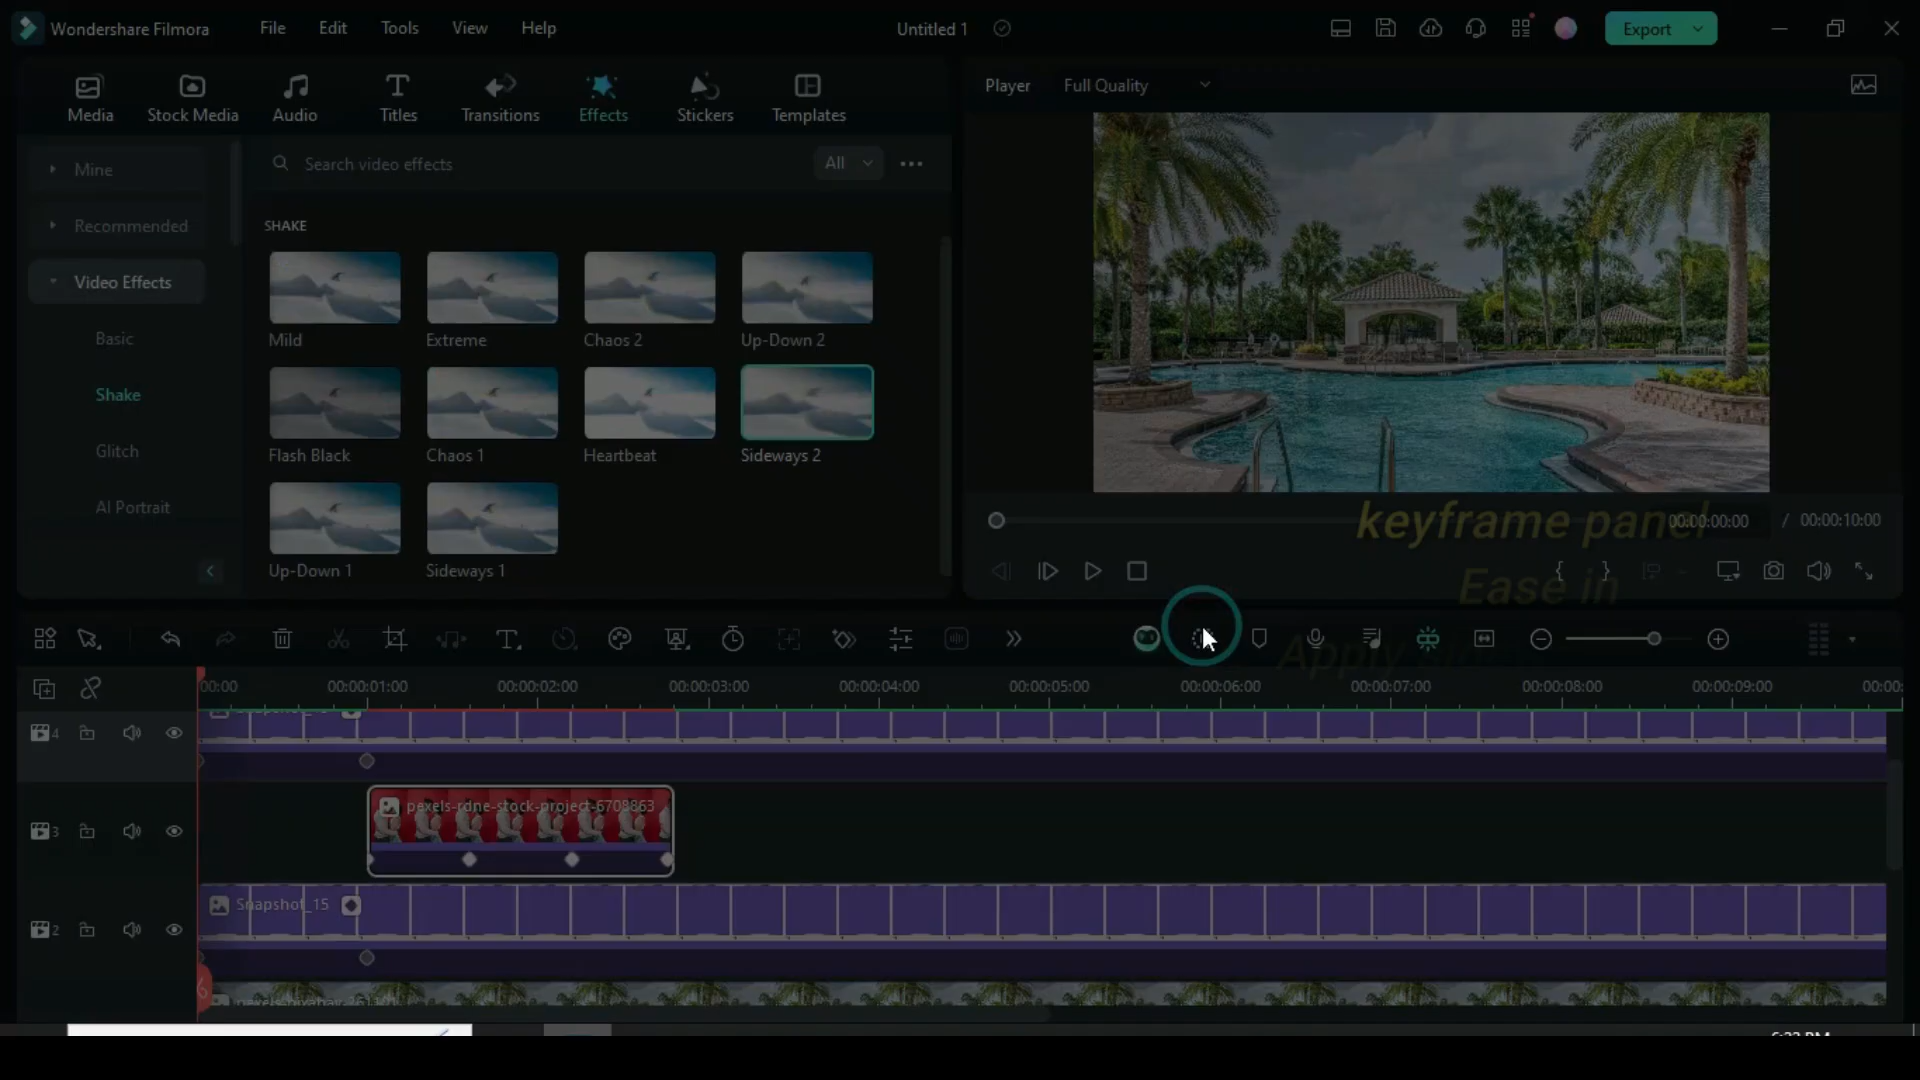 Wondershare Filmora
File
Edit
Tools
View
Help
Untitled 1
Export
Media
Stock Media
Audio
Titles
Transitions
Effects
Stickers
Templates
Player
Full Quality
Mine
Recommended
Video Effects
Basic
Shake
Glitch
AI Portrait
Search video effects
All
SHAKE
Mild
Extreme
Chaos 2
Up-Down 2
Flash Black
Chaos 1
Heartbeat
Sideways 2
Up-Down 1
Sideways 1
keyframe panel
00:00:00:00 / 00:00:10:00
Ease in
Apply
00:00
00:00:01:00
00:00:02:00
00:00:03:00
00:00:04:00
00:00:05:00
00:00:06:00
00:00:07:00
00:00:08:00
00:00:09:00
00:00:
4
3
pexels-rdne-stock-project-6708863
2
Snapshot_15